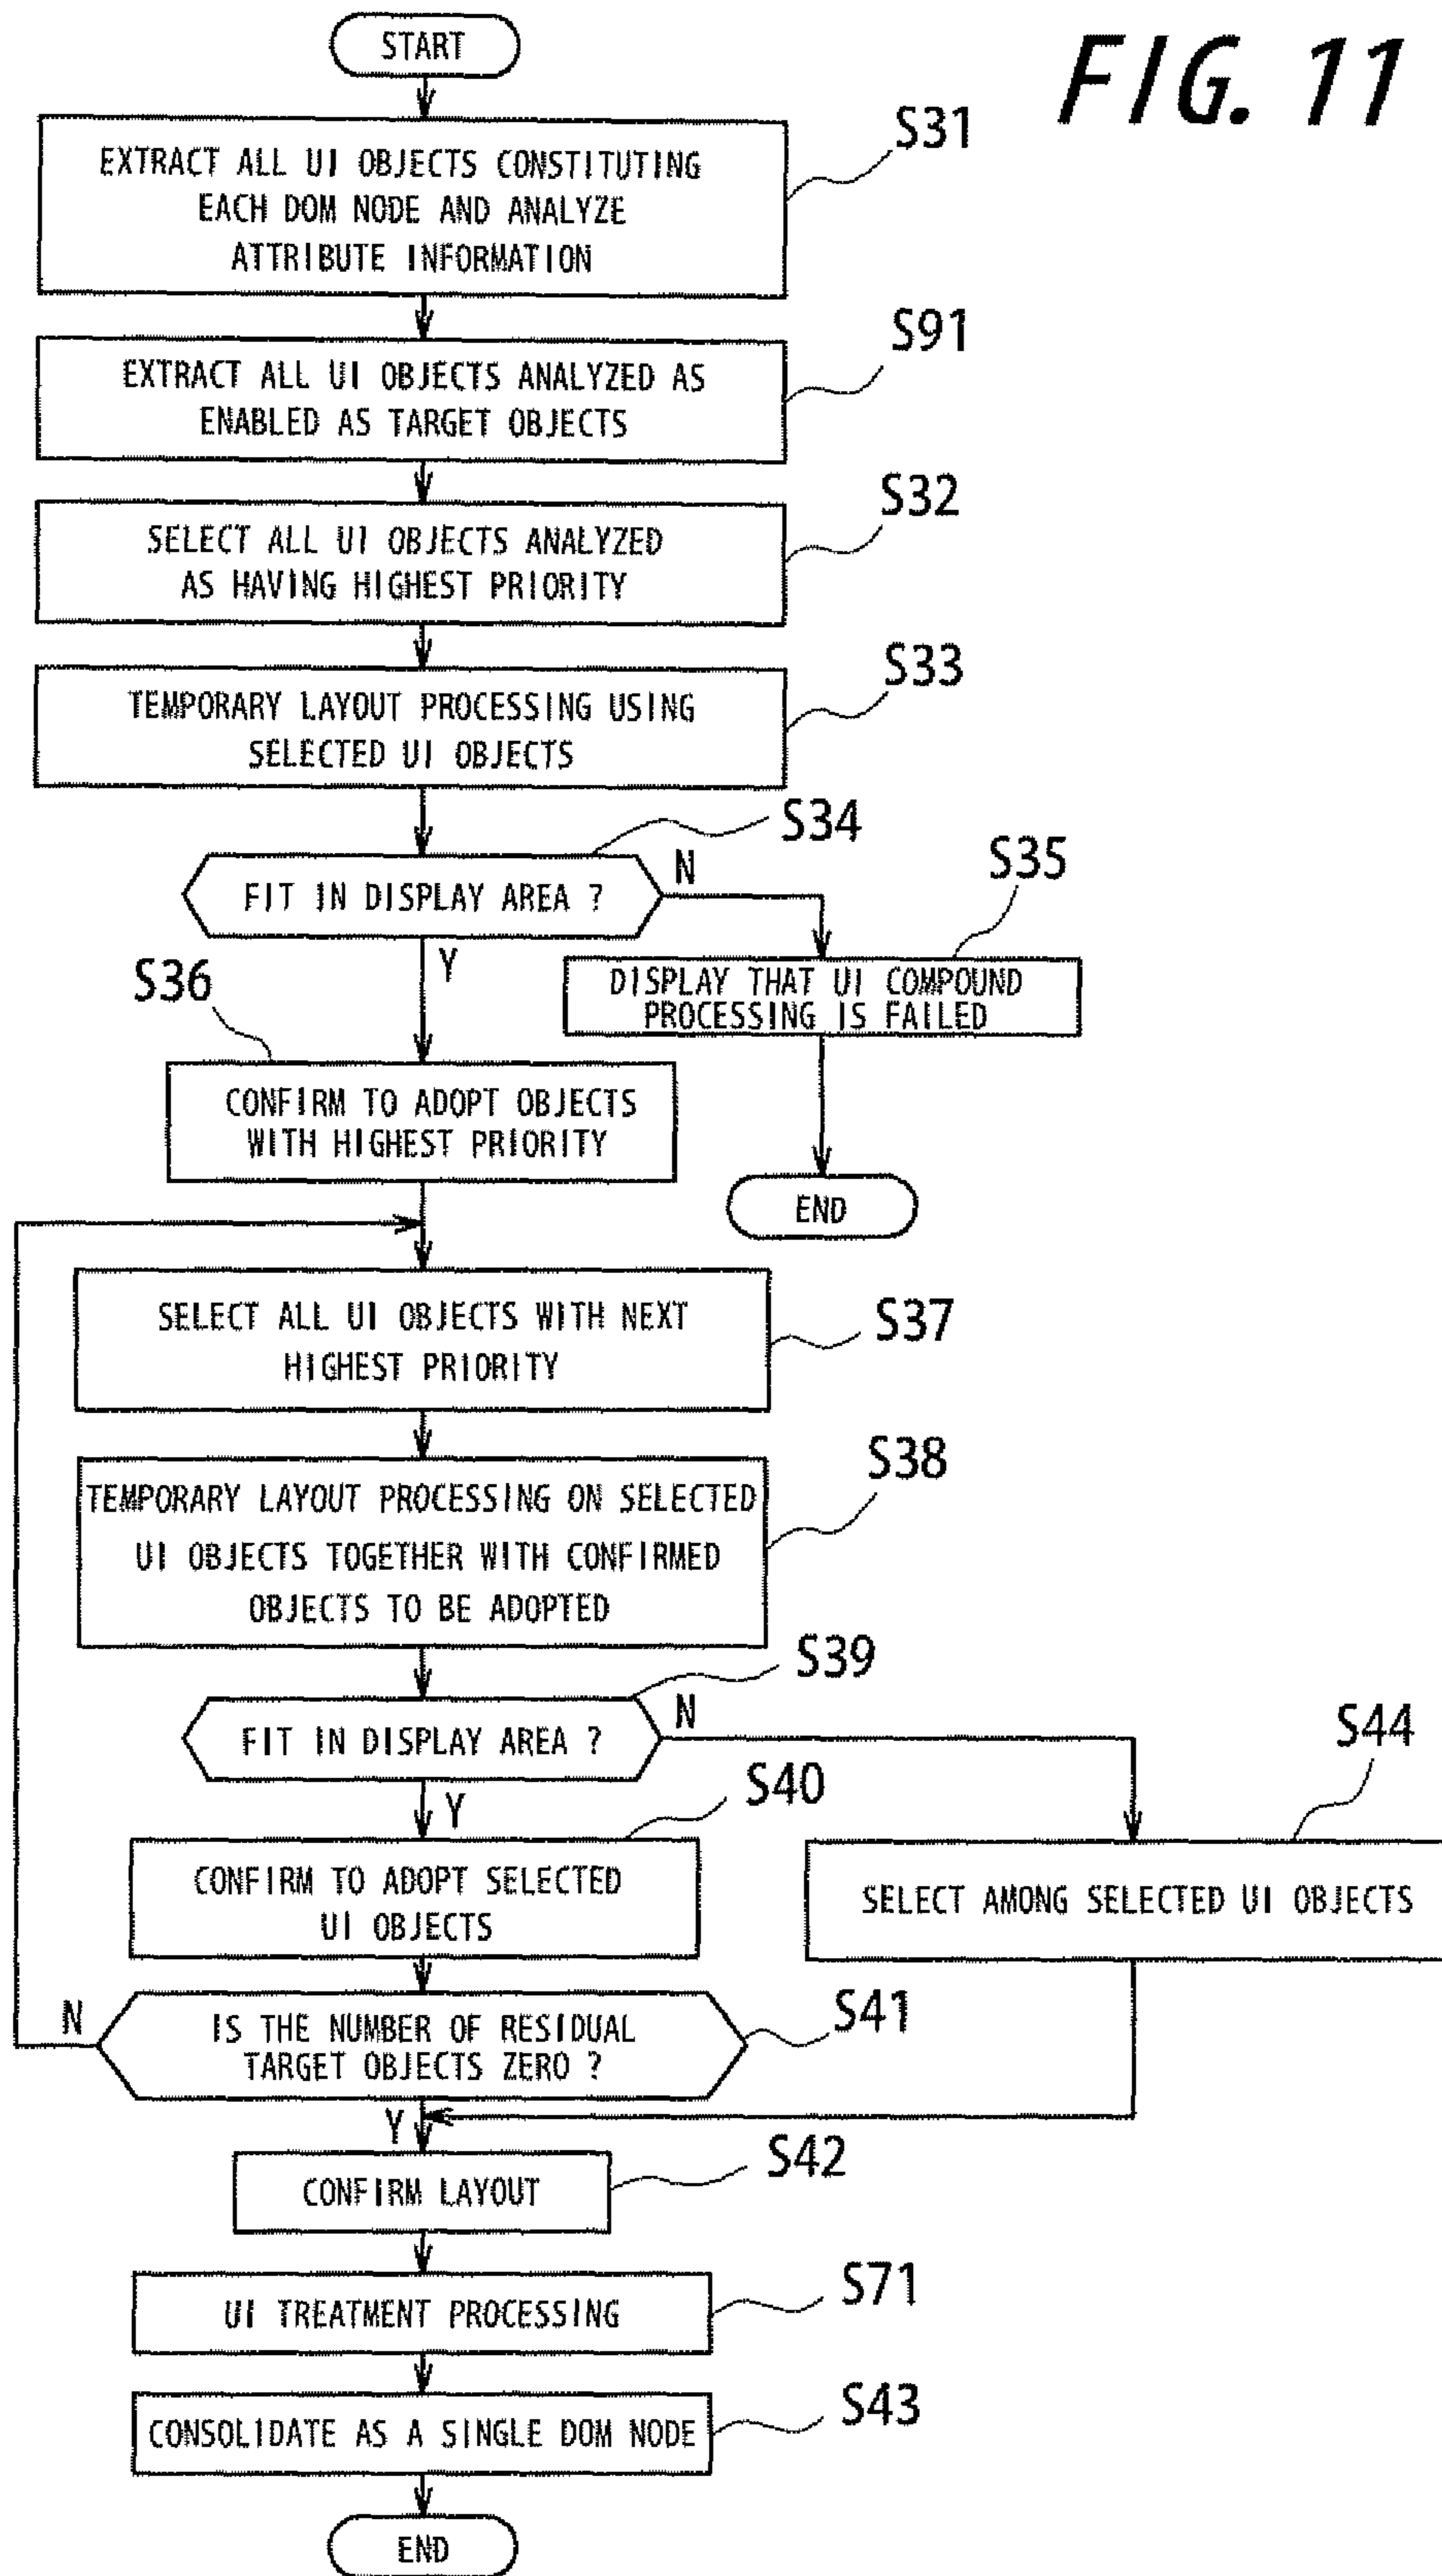 FIG. 11
START
S31
EXTRACT ALL UI OBJECTS CONSTITUTING
EACH DOM NODE AND ANALYZE
ATTRIBUTE INFORMATION
S91
EXTRACT ALL UI OBJECTS ANALYZED AS
ENABLED AS TARGET OBJECTS
S32
SELECT ALL UI OBJECTS ANALYZED
AS HAVING HIGHEST PRIORITY
S33
TEMPORARY LAYOUT PROCESSING USING
SELECTED UI OBJECTS
S34
FIT IN DISPLAY AREA ?
N
Y
S35
DISPLAY THAT UI COMPOUND
PROCESSING IS FAILED
END
S36
CONFIRM TO ADOPT OBJECTS
WITH HIGHEST PRIORITY
S37
SELECT ALL UI OBJECTS WITH NEXT
HIGHEST PRIORITY
S38
TEMPORARY LAYOUT PROCESSING ON SELECTED
UI OBJECTS TOGETHER WITH CONFIRMED
OBJECTS TO BE ADOPTED
S39
FIT IN DISPLAY AREA ?
N
Y
S44
SELECT AMONG SELECTED UI OBJECTS
S40
CONFIRM TO ADOPT SELECTED
UI OBJECTS
S41
N
IS THE NUMBER OF RESIDUAL
TARGET OBJECTS ZERO ?
Y
S42
CONFIRM LAYOUT
S71
UI TREATMENT PROCESSING
S43
CONSOLIDATE AS A SINGLE DOM NODE
END